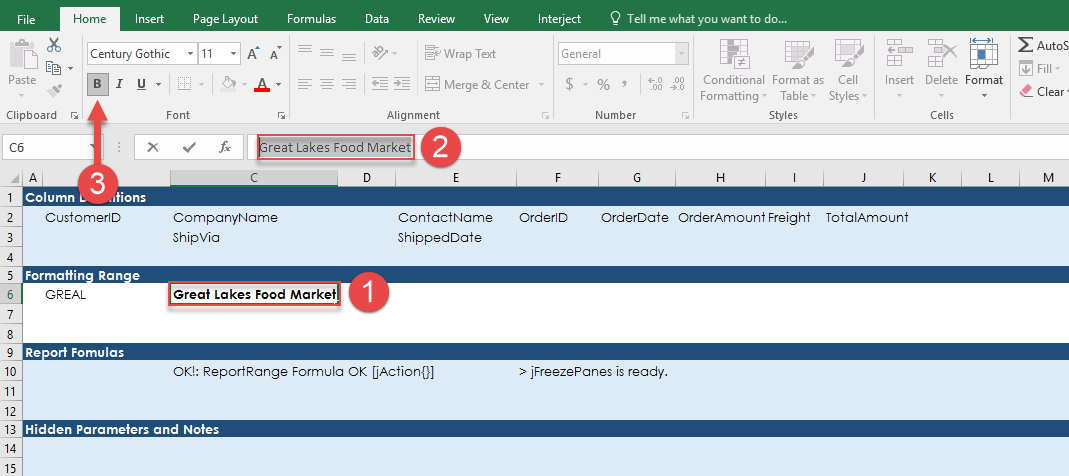 File Home Insert Page Layout Formulas Data Review View Interject Tell me what you want to do...
Paste Century Gothic 11 A A Wrap Text General Conditional Formatting Format as Table Cell Styles Insert Delete Format AutoS
B I U A Merge & Center $ % , .00 Fill
Clear
Clipboard Font Alignment Number Styles Cells
C6 fx Great Lakes Food Market 2
3
A C D E F G H I J K L M
1 Column D initions
2 CustomerID CompanyName ContactName OrderID OrderDate OrderAmount Freight TotalAmount
3 ShipVia ShippedDate
4
5 Formatting Range
6 GREAL Great Lakes Food Market 1
7
8
9 Report Fomulas
10 OK!: ReportRange Formula OK [jAction{}] > jFreezePanes is ready.
11
12
13 Hidden Parameters and Notes
14
15